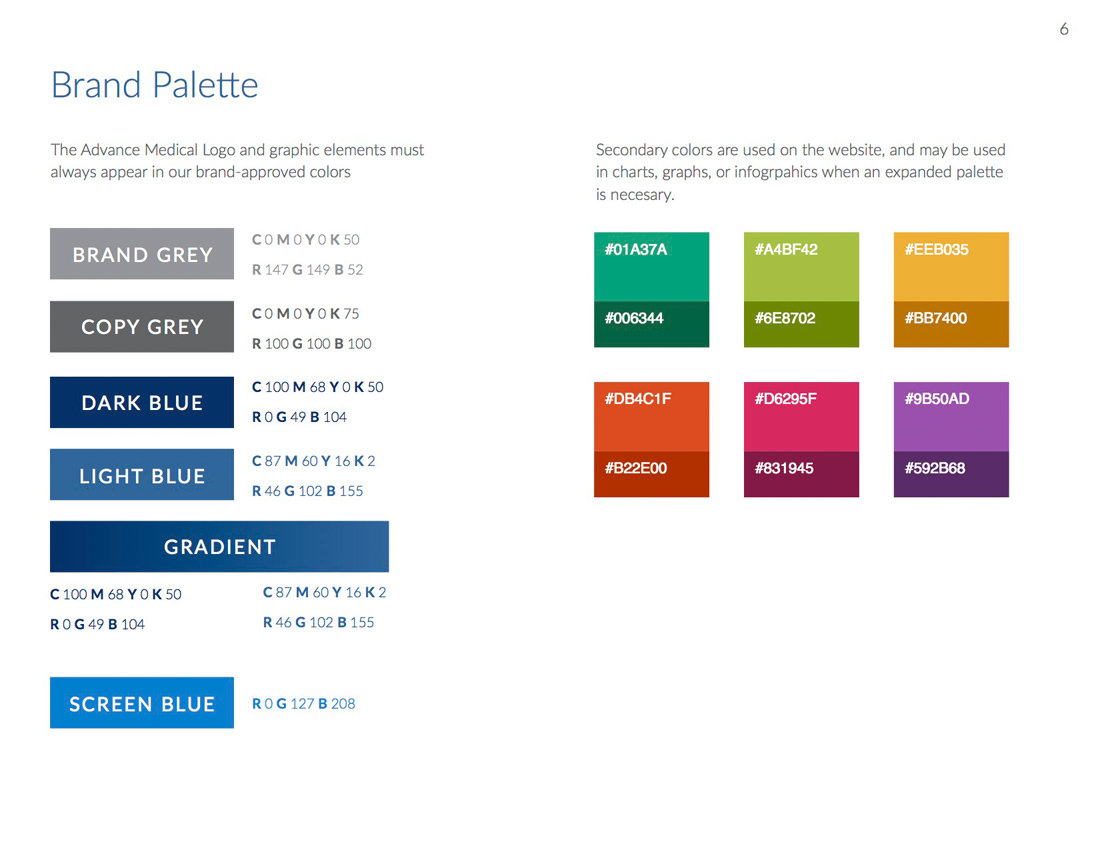 6
Brand Palette
The Advance Medical Logo and graphic elements must
always appear in our brand-approved colors
BRAND GREY
C 0 M 0 Y 0 K 50
R 147 G 149 B 52
COPY GREY
C 0 M 0 Y 0 K 75
R 100 G 100 B 100
DARK BLUE
C 100 M 68 Y 0 K 50
R 0 G 49 B 104
LIGHT BLUE
C 87 M 60 Y 16 K 2
R 46 G 102 B 155
GRADIENT
C 100 M 68 Y 0 K 50
R 0 G 49 B 104
C 87 M 60 Y 16 K 2
R 46 G 102 B 155
SCREEN BLUE
R 0 G 127 B 208
Secondary colors are used on the website, and may be used
in charts, graphs, or infogrpahics when an expanded palette
is necesary.
#01A37A
#006344
#A4BF42
#6E8702
#EEB035
#BB7400
#DB4C1F
#B22E00
#D6295F
#831945
#9B50AD
#592B68